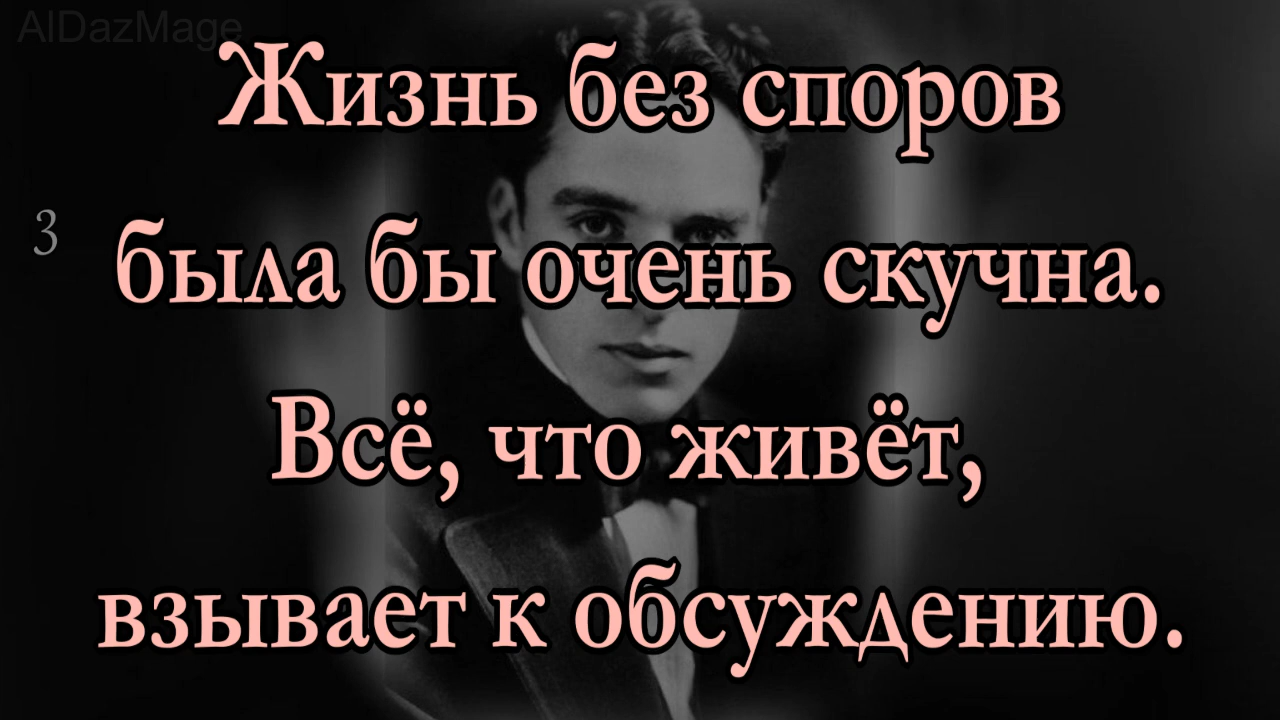 AlDazMage
Жизнь без споров
3
была бы очень скучна.
Всё, что живёт,
взывает к обсуждению.